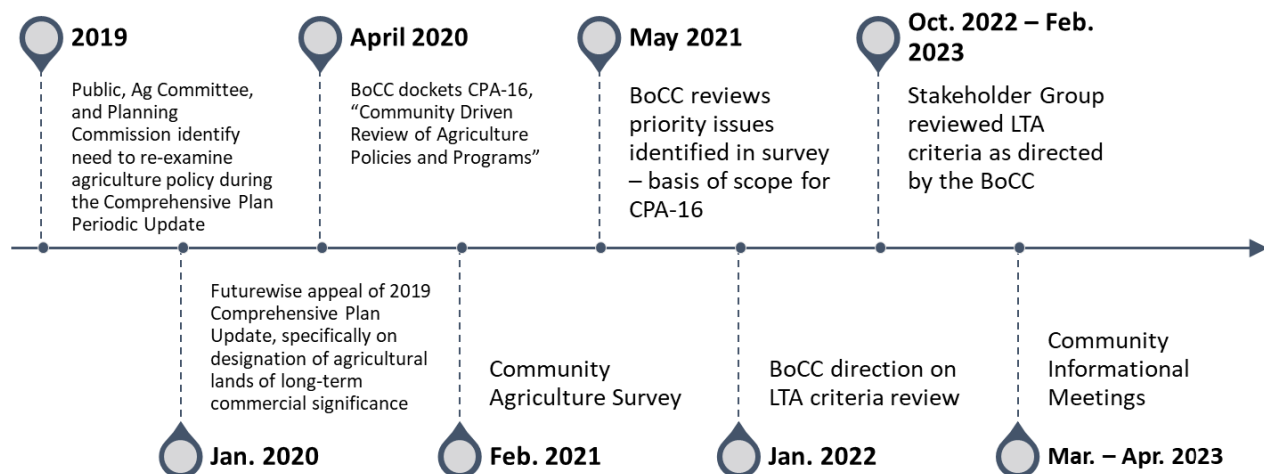 2019
Public, Ag Committee,
and Planning
Commission identify
need to re-examine
agriculture policy during
the Comprehensive Plan
Periodic Update
April 2020
BoCC dockets CPA-16,
“Community Driven
Review of Agriculture
Policies and Programs”
May 2021
BoCC reviews
priority issues
identified in survey
– basis of scope for
CPA-16
Oct. 2022 – Feb.
2023
Stakeholder Group
reviewed LTA
criteria as directed
by the BoCC
Futurewise appeal of 2019
Comprehensive Plan
Update, specifically on
designation of agricultural
lands of long-term
commercial significance
Jan. 2020
Community
Agriculture Survey
Feb. 2021
BoCC direction on
LTA criteria review
Jan. 2022
Community
Informational
Meetings
Mar. – Apr. 2023